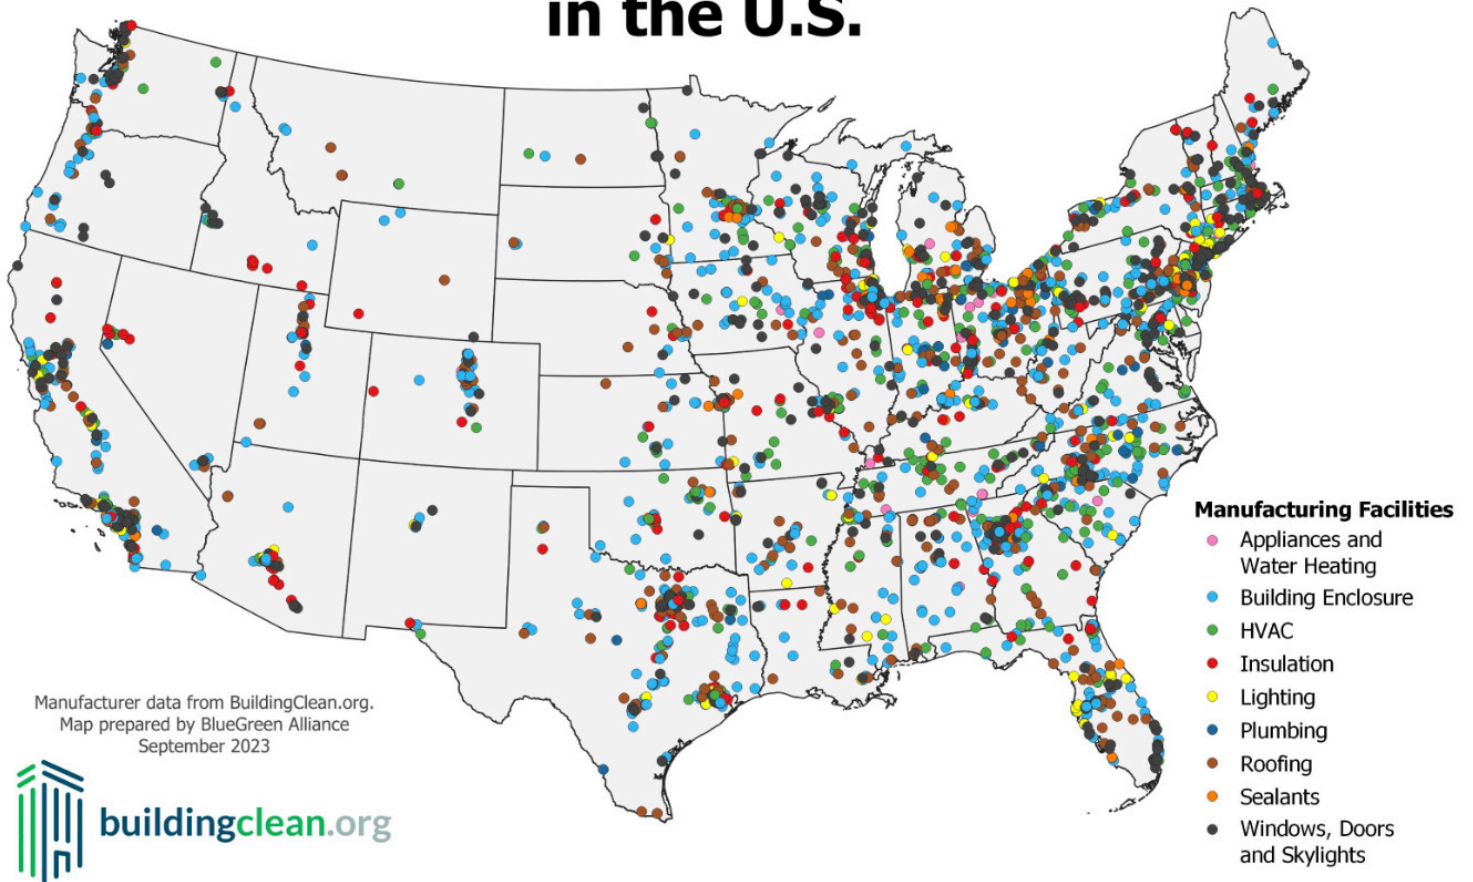 in the U.S.
Manufacturing Facilities
Appliances and
Water Heating
Building Enclosure
HVAC
Insulation
Lighting
Plumbing
Roofing
Sealants
Windows, Doors
and Skylights
Manufacturer data from BuildingClean.org.
Map prepared by BlueGreen Alliance
September 2023
buildingclean.org